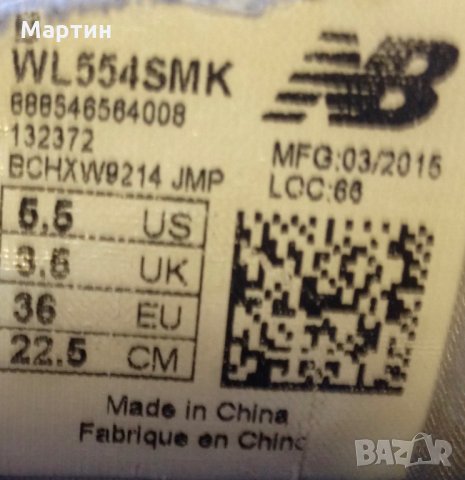 Мартин
WL554SMK
NB
888546564008
132372
BCHXW9214 JMP
MFG:03/2015
LOC:66
5.5 US
3.5 UK
36 EU
22.5 CM
Made in China
Fabrique en Chine
BAZAR